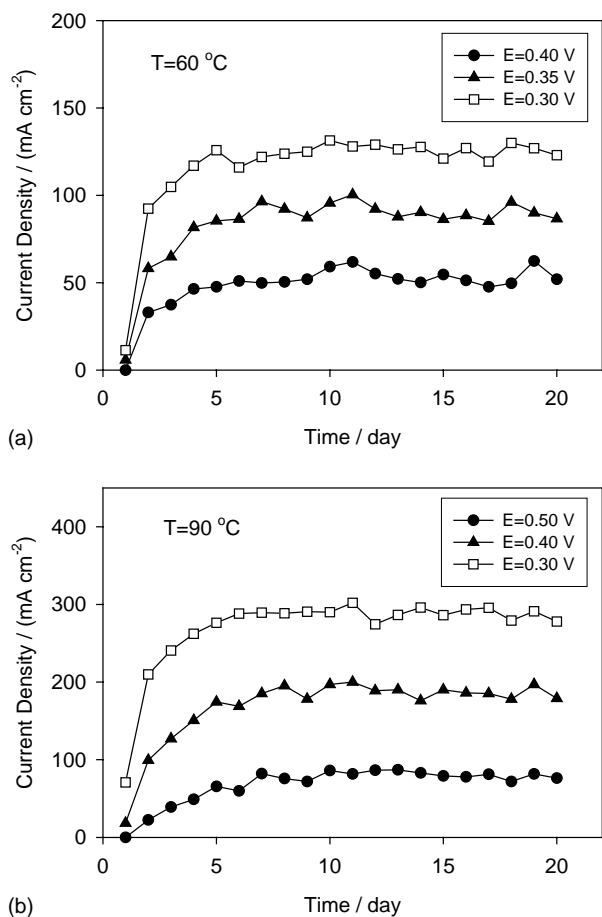 200
150
100
50
0
Current Density / (mA cm-2)
T=60 oC
E=0.40 V
E=0.35 V
E=0.30 V
0 5 10 15 20
Time / day
(a)
400
300
200
100
0
Current Density / (mA cm-2)
T=90 oC
E=0.50 V
E=0.40 V
E=0.30 V
0 5 10 15 20
Time / day
(b)